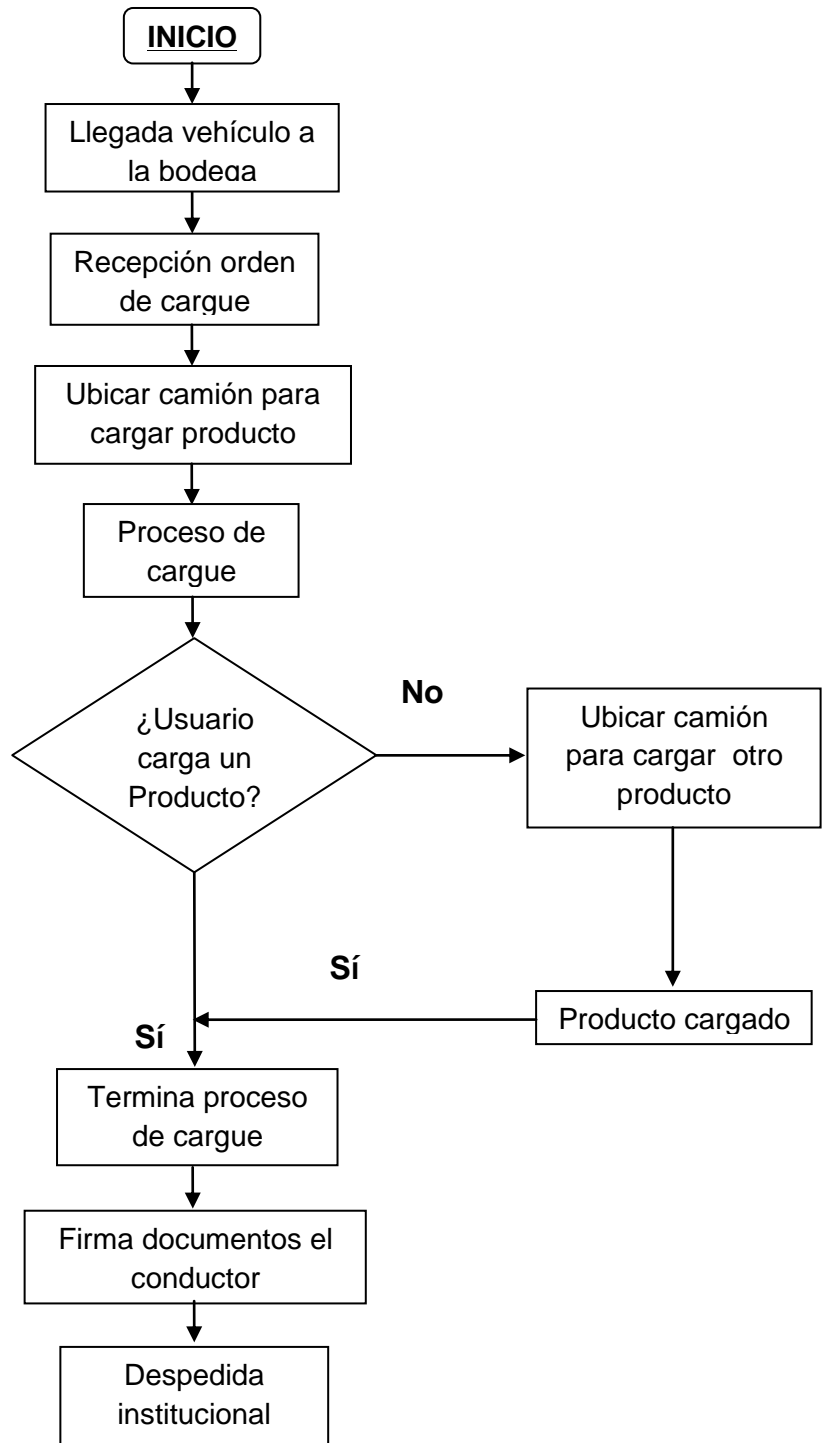 INICIO
Llegada vehículo a
la bodega
Recepción orden
de cargue
Ubicar camión para
cargar producto
Proceso de
cargue
¿Usuario
carga un
Producto?
No
Ubicar camión
para cargar otro
producto
Sí
Producto cargado
Sí
Termina proceso
de cargue
Firma documentos el
conductor
Despedida
institucional